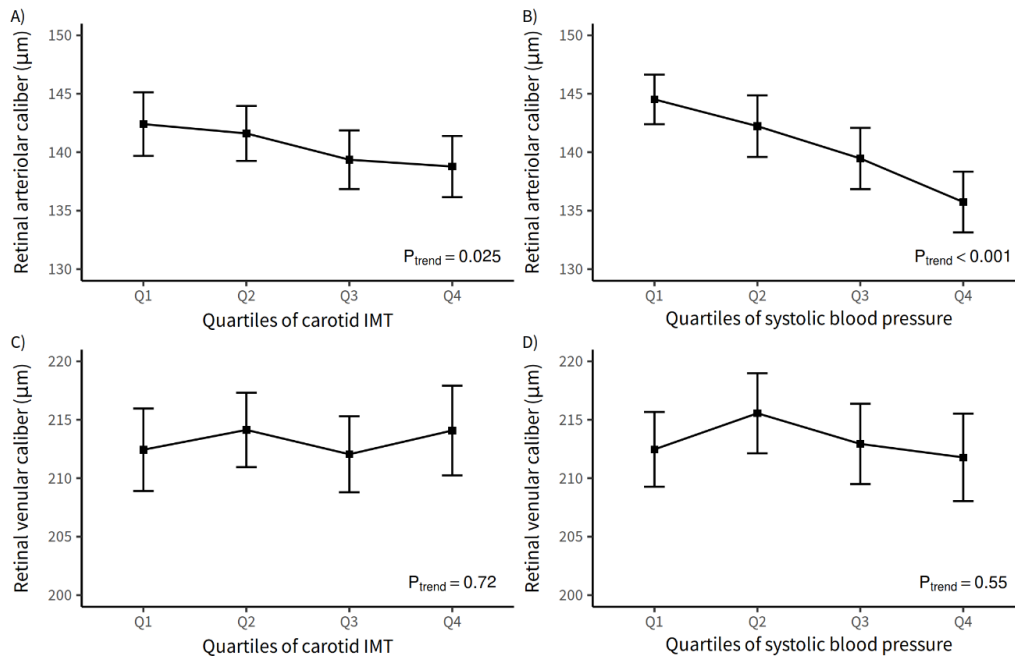 A)
Retinal arteriolar caliber (μm)
150
145
140
135
130
P trend = 0.025
Q1 Q2 Q3 Q4
Quartiles of carotid IMT
B)
Retinal arteriolar caliber (μm)
150
145
140
135
130
P trend < 0.001
Q1 Q2 Q3 Q4
Quartiles of systolic blood pressure
C)
Retinal venular caliber (μm)
220
215
210
205
200
P trend = 0.72
Q1 Q2 Q3 Q4
Quartiles of carotid IMT
D)
Retinal venular caliber (μm)
220
215
210
205
200
P trend = 0.55
Q1 Q2 Q3 Q4
Quartiles of systolic blood pressure